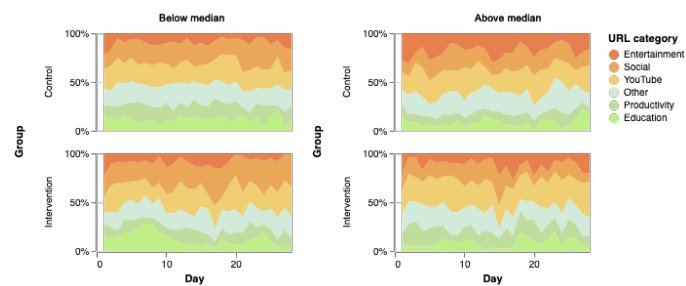 Below median
Above median
URL category
Entertainment
Social
YouTube
Other
Productivity
Education
100%
50%
0%
Control
100%
50%
0%
Control
Group
Group
100%
50%
0%
Intervention
100%
50%
0%
Intervention
0 10 20
Day
0 10 20
Day